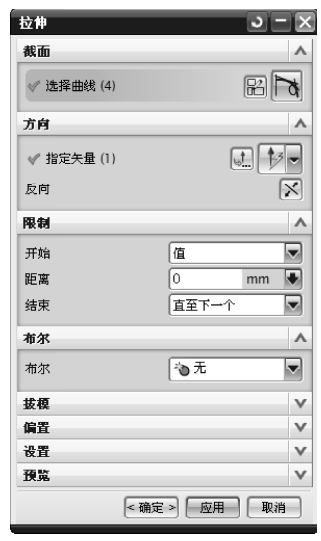 拉伸
截面
选择曲线 (4)
方向
指定矢量 (1)
反向
限制
开始 值
距离 0 mm
结束 直至下一个
布尔
布尔 无
拔模
偏置
设置
预览
< 确定 > 应用 取消